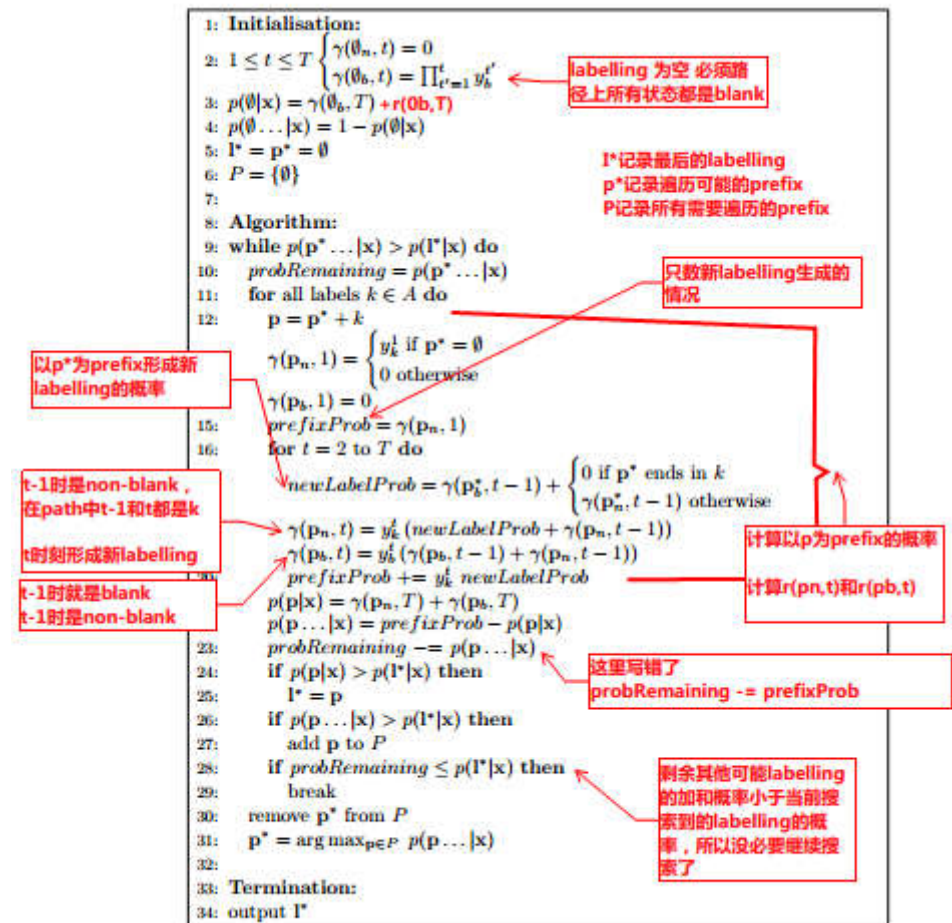 1: Initialisation:
2: 1 ≤ t ≤ T { γ(∅ₙ, t) = 0
γ(∅_b, t) = ∏_{t'=1}^{t} y_b^{t'}
labelling 为空 必须路
径上所有状态都是blank
3: p(∅|x) = γ(∅_b, T) +r(0b,T)
4: p(∅...|x) = 1 − p(∅|x)
5: l* = p* = ∅
6: P = {∅}
l*记录最后的labelling
p*记录遍历可能的prefix
P记录所有需要遍历的prefix
7:
8: Algorithm:
9: while p(p*...|x) > p(l*|x) do
10: probRemaining = p(p*...|x)
11: for all labels k ∈ A do
只数新labelling生成的
情况
12: p = p* + k
γ(pₙ, 1) = { y_k^1 if p* = ∅
0 otherwise
以p*为prefix形成新
labelling的概率
γ(p_b, 1) = 0
15: prefixProb = γ(pₙ, 1)
16: for t = 2 to T do
newLabelProb = γ(p*_b, t−1) + { 0 if p* ends in k
γ(p*ₙ, t−1) otherwise
t-1时是non-blank，
在path中t-1和t都是k
t时刻形成新labelling
γ(pₙ, t) = y_k^t (newLabelProb + γ(pₙ, t−1))
γ(p_b, t) = y_b^t (γ(p_b, t−1) + γ(pₙ, t−1))
计算以p为prefix的概率
计算r(pn,t)和r(pb,t)
t-1时就是blank
t-1时是non-blank
20: prefixProb += y_k^t newLabelProb
p(p|x) = γ(pₙ, T) + γ(p_b, T)
p(p...|x) = prefixProb − p(p|x)
23: probRemaining −= p(p...|x)
这里写错了
probRemaining -= prefixProb
24: if p(p|x) > p(l*|x) then
25: l* = p
26: if p(p...|x) > p(l*|x) then
27: add p to P
28: if probRemaining ≤ p(l*|x) then
29: break
剩余其他可能labelling
的加和概率小于当前搜
索到的labelling的概
率，所以没必要继续搜
索了
30: remove p* from P
31: p* = arg max_{p∈P} p(p...|x)
32:
33: Termination:
34: output l*